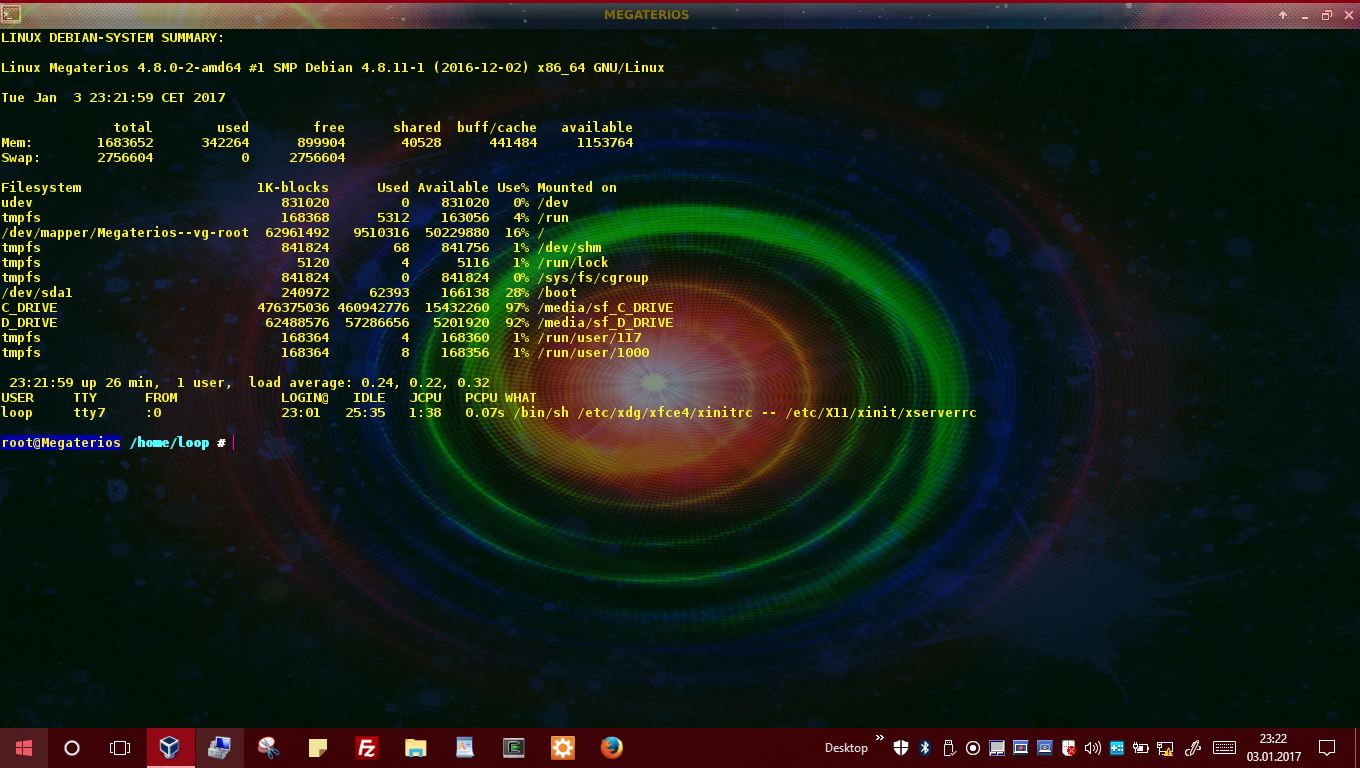 MEGATERIOS
LINUX DEBIAN-SYSTEM SUMMARY:
Linux Megaterios 4.8.0-2-amd64 #1 SMP Debian 4.8.11-1 (2016-12-02) x86_64 GNU/Linux
Tue Jan  3 23:21:59 CET 2017
              total        used        free      shared  buff/cache   available
Mem:        1683652      342264      899904       40528      441484     1153764
Swap:       2756604           0     2756604
Filesystem                      1K-blocks      Used Available Use% Mounted on
udev                               831020         0    831020   0% /dev
tmpfs                              168368      5312    163056   4% /run
/dev/mapper/Megaterios--vg-root  62961492   9510316  50229880  16% /
tmpfs                              841824        68    841756   1% /dev/shm
tmpfs                                5120         4      5116   1% /run/lock
tmpfs                              841824         0    841824   0% /sys/fs/cgroup
/dev/sda1                          240972     62393    166138  28% /boot
C_DRIVE                         476375036 460942776  15432260  97% /media/sf_C_DRIVE
D_DRIVE                          62488576  57286656   5201920  92% /media/sf_D_DRIVE
tmpfs                              168364         4    168360   1% /run/user/117
tmpfs                              168364         8    168356   1% /run/user/1000
 23:21:59 up 26 min,  1 user,  load average: 0.24, 0.22, 0.32
USER     TTY      FROM             LOGIN@   IDLE   JCPU   PCPU WHAT
loop     tty7     :0               23:01   25:35   1:38   0.07s /bin/sh /etc/xdg/xfce4/xinitrc -- /etc/X11/xinit/xserverrc
root@Megaterios /home/loop #
Desktop
23:22
03.01.2017